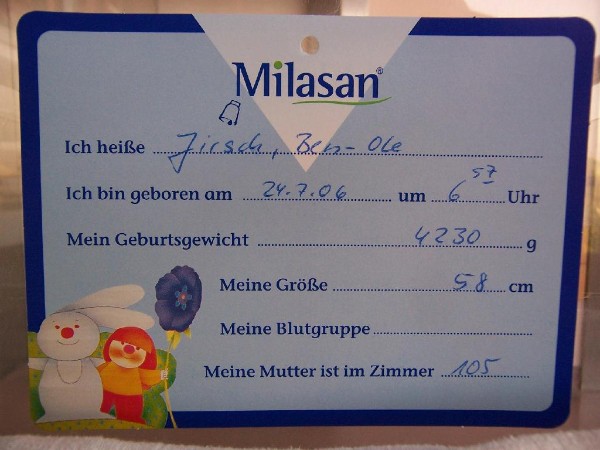 Milasan®
Ich heiße Jirsch, Ben-Ole
Ich bin geboren am 24.7.06 um 6 57 Uhr
Mein Geburtsgewicht 4230 g
Meine Größe 58 cm
Meine Blutgruppe
Meine Mutter ist im Zimmer 105